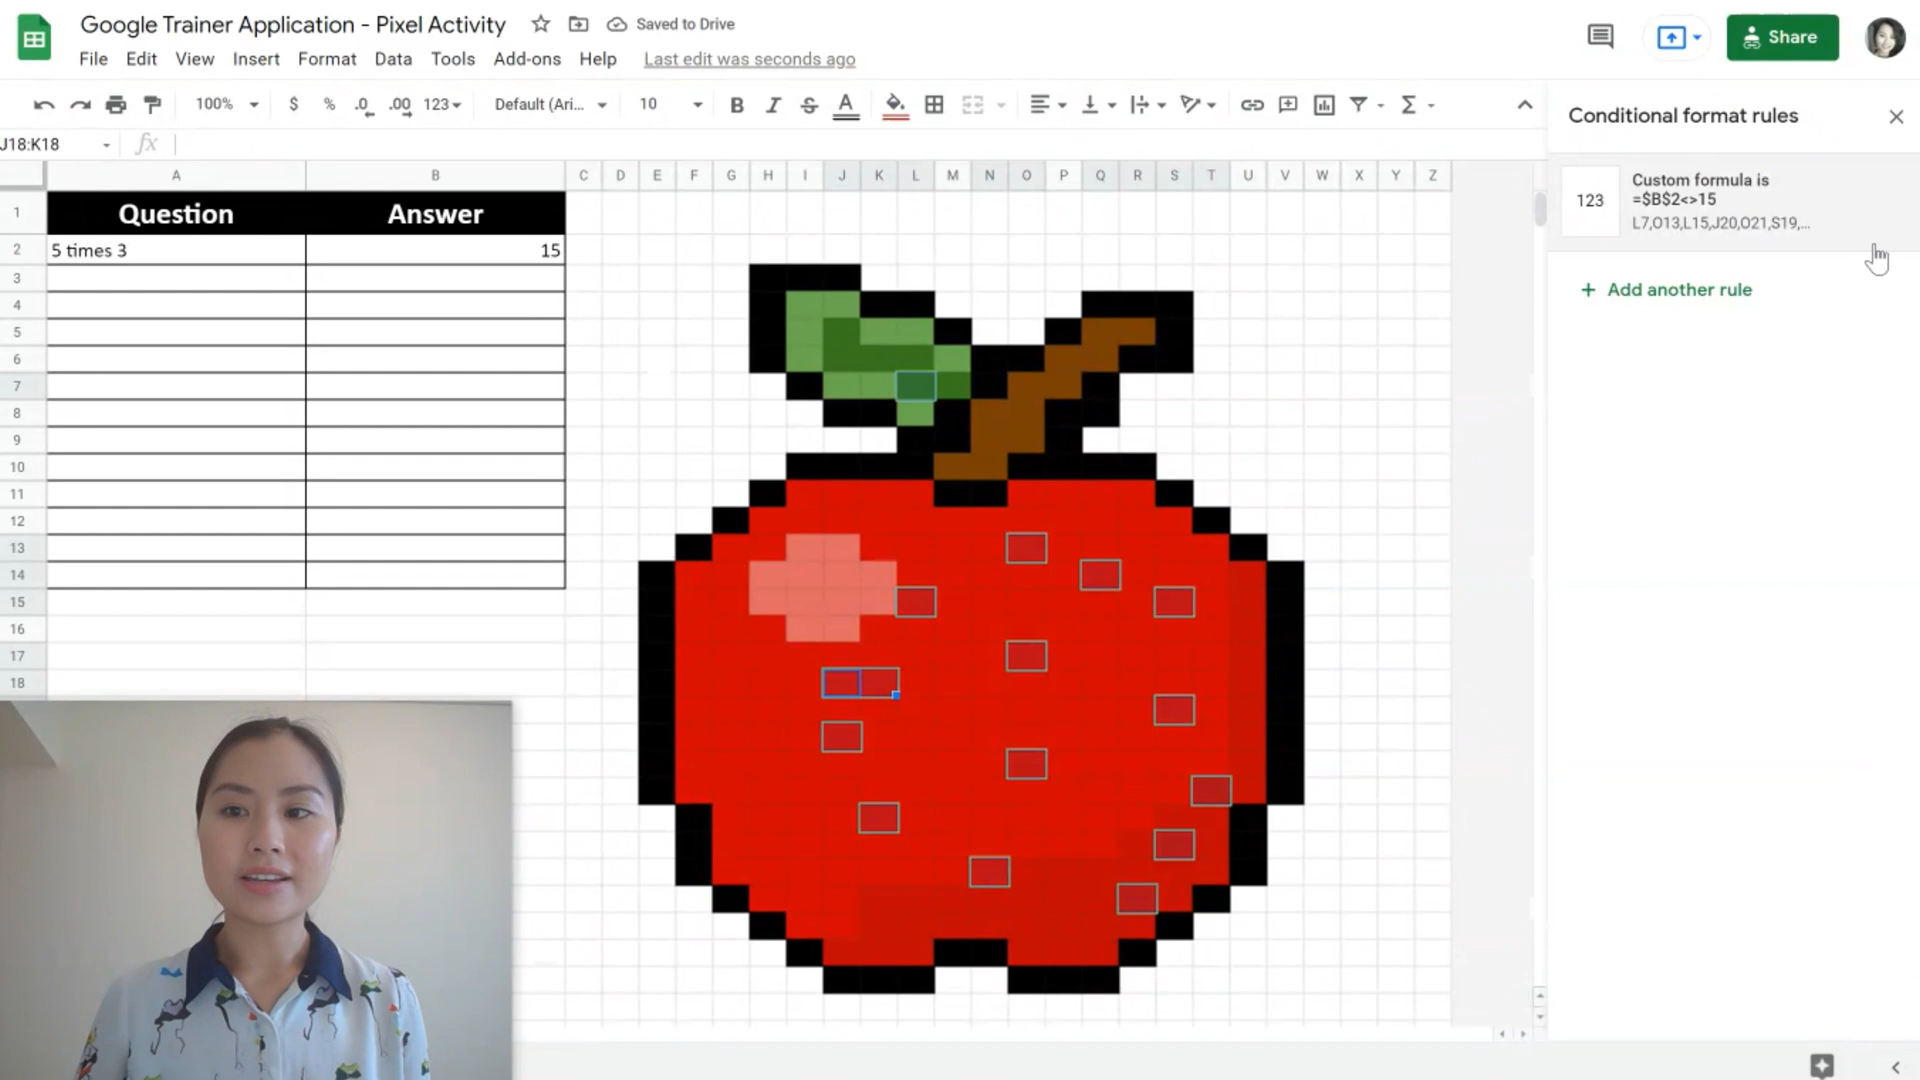 Google Trainer Application - Pixel Activity
Saved to Drive
File Edit View Insert Format Data Tools Add-ons Help Last edit was seconds ago
Share
100% $ % .0 .00 123 Default (Ari... 10 B I S A Σ
J18:K18 fx
Conditional format rules
A B C D E F G H I J K L M N O P Q R S T U V W X Y Z
123
Custom formula is
=$B$2<>15
L7,O13,L15,J20,O21,S19,...
+ Add another rule
1 Question Answer
2 5 times 3 15
3
4
5
6
7
8
9
10
11
12
13
14
15
16
17
18